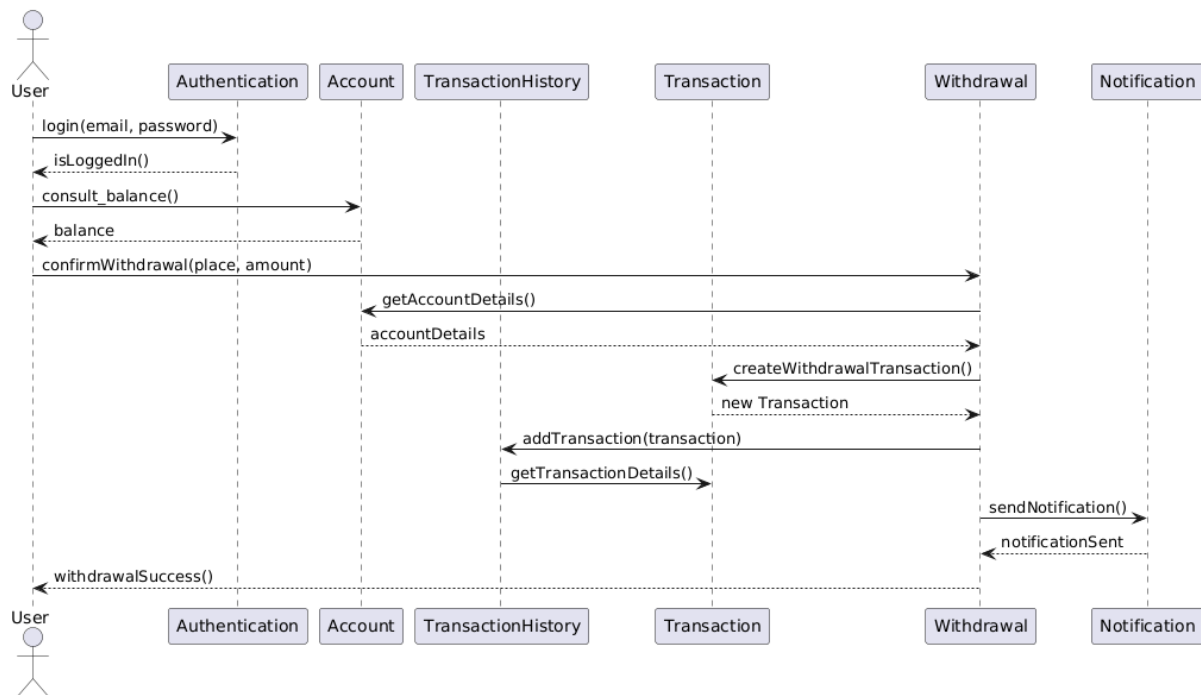 User
Authentication
Account
TransactionHistory
Transaction
Withdrawal
Notification
login(email, password)
isLoggedIn()
consult_balance()
balance
confirmWithdrawal(place, amount)
getAccountDetails()
accountDetails
createWithdrawalTransaction()
new Transaction
addTransaction(transaction)
getTransactionDetails()
sendNotification()
notificationSent
withdrawalSuccess()
User
Authentication
Account
TransactionHistory
Transaction
Withdrawal
Notification